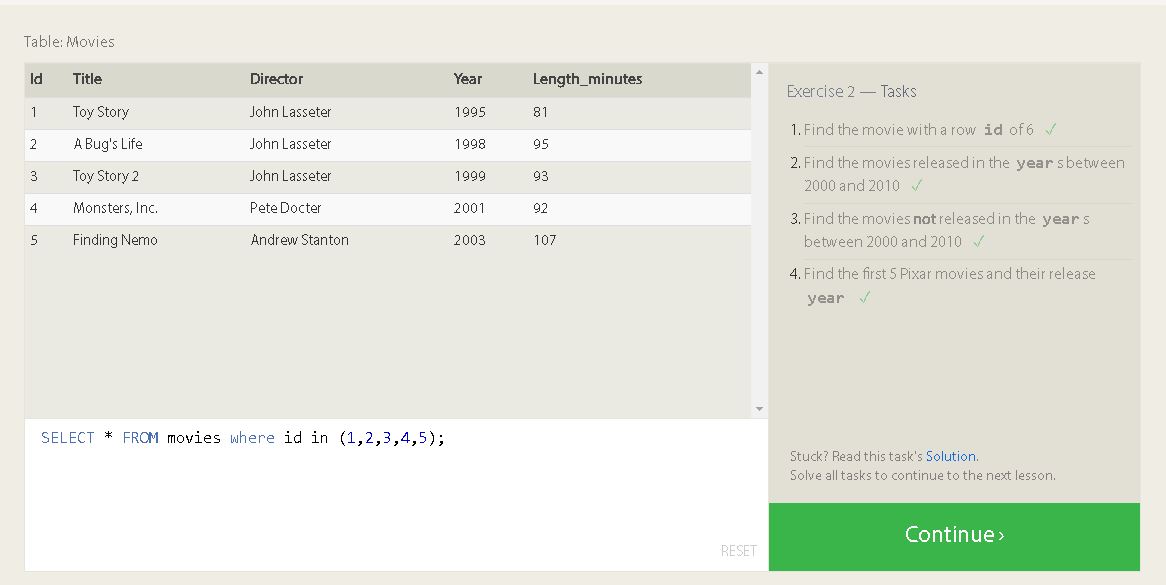 Table: Movies
Id Title Director Year Length_minutes
1 Toy Story John Lasseter 1995 81
2 A Bug's Life John Lasseter 1998 95
3 Toy Story 2 John Lasseter 1999 93
4 Monsters, Inc. Pete Docter 2001 92
5 Finding Nemo Andrew Stanton 2003 107
SELECT * FROM movies where id in (1,2,3,4,5);
RESET
Exercise 2 — Tasks
1. Find the movie with a row id of 6 ✓
2. Find the movies released in the year s between
2000 and 2010 ✓
3. Find the movies not released in the year s
between 2000 and 2010 ✓
4. Find the first 5 Pixar movies and their release
year ✓
Stuck? Read this task's Solution.
Solve all tasks to continue to the next lesson.
Continue ›